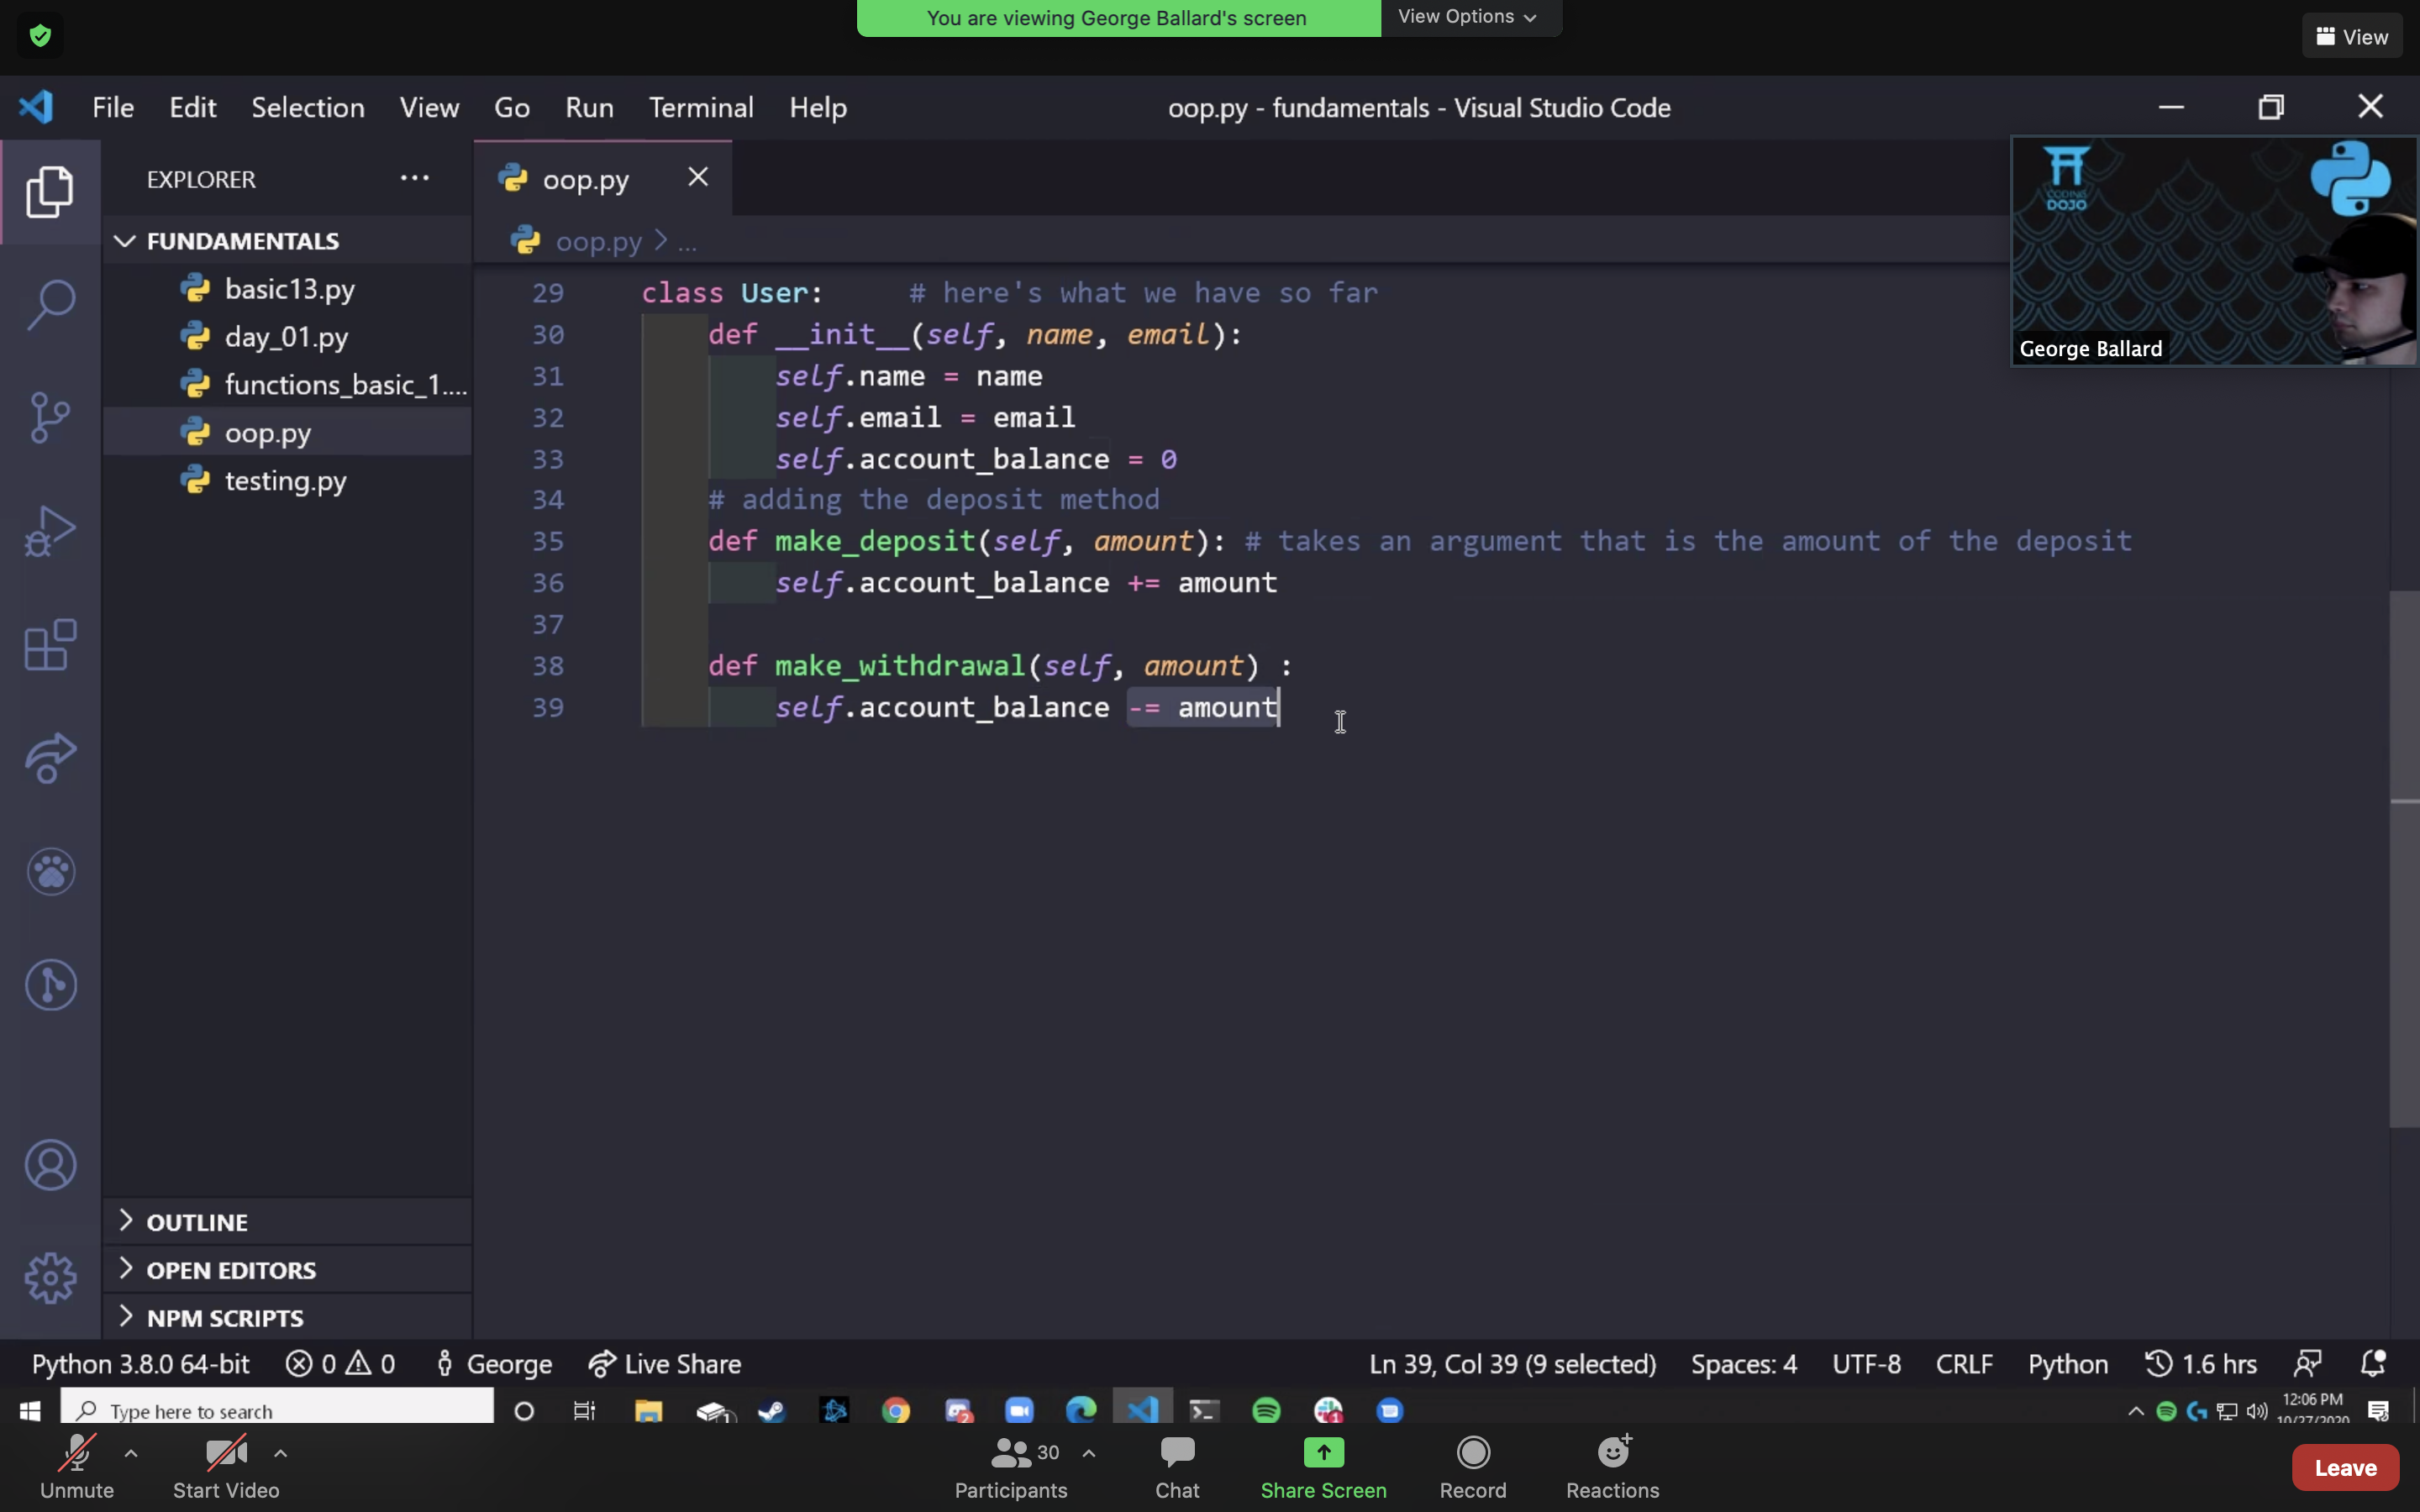 You are viewing George Ballard's screen
View Options
View
File Edit Selection View Go Run Terminal Help
oop.py - fundamentals - Visual Studio Code
EXPLORER ...
oop.py
CODING
DOJO
George Ballard
FUNDAMENTALS
basic13.py
day_01.py
functions_basic_1....
oop.py
testing.py
oop.py > ...
29 class User: # here's what we have so far
30 def __init__(self, name, email):
31 self.name = name
32 self.email = email
33 self.account_balance = 0
34 # adding the deposit method
35 def make_deposit(self, amount): # takes an argument that is the amount of the deposit
36 self.account_balance += amount
37
38 def make_withdrawal(self, amount) :
39 self.account_balance -= amount
OUTLINE
OPEN EDITORS
NPM SCRIPTS
Python 3.8.0 64-bit 0 0 George Live Share
Ln 39, Col 39 (9 selected) Spaces: 4 UTF-8 CRLF Python 1.6 hrs
Type here to search
1
2
1
12:06 PM
10/27/2020
Unmute
Start Video
30
Participants
Chat
Share Screen
Record
Reactions
Leave